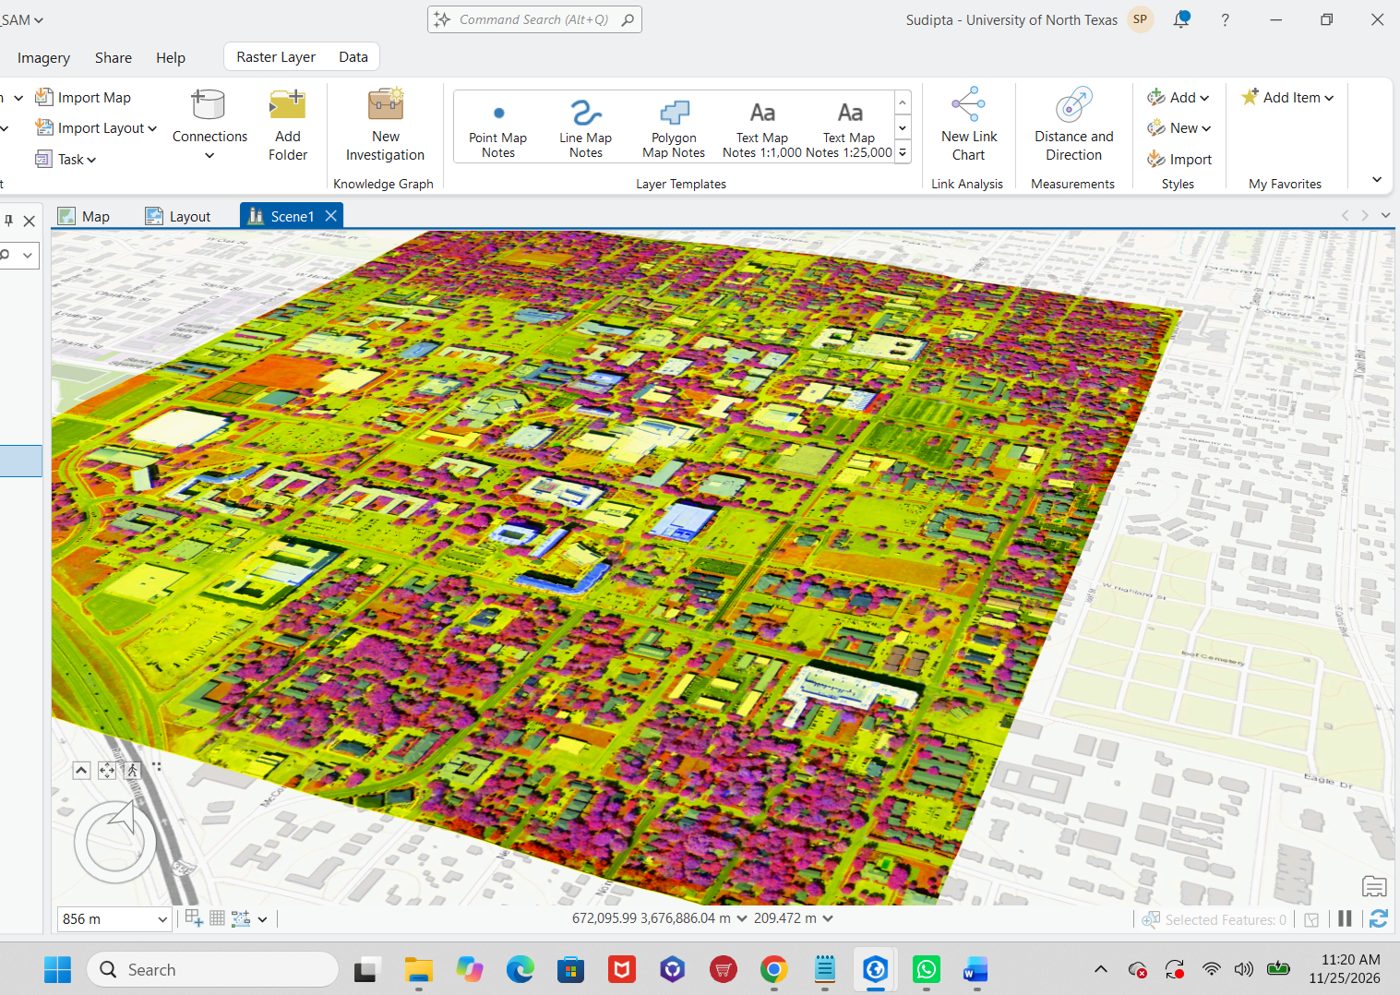 _SAM
Command Search (Alt+Q)
Sudipta - University of North Texas
SP
?
Imagery
Share
Help
Raster Layer
Data
Import Map
Import Layout
Task
Connections
Add
Folder
New
Investigation
Knowledge Graph
Point Map
Notes
Line Map
Notes
Polygon
Map Notes
Aa
Text Map
Notes 1:1,000
Aa
Text Map
Notes 1:25,000
Layer Templates
New Link
Chart
Link Analysis
Distance and
Direction
Measurements
Add
New
Import
Styles
Add Item
My Favorites
Map
Layout
Scene1
W Highland St
Eagle Dr
856 m
672,095.99 3,676,886.04 m
209.472 m
Selected Features: 0
Search
11:20 AM
11/25/2026